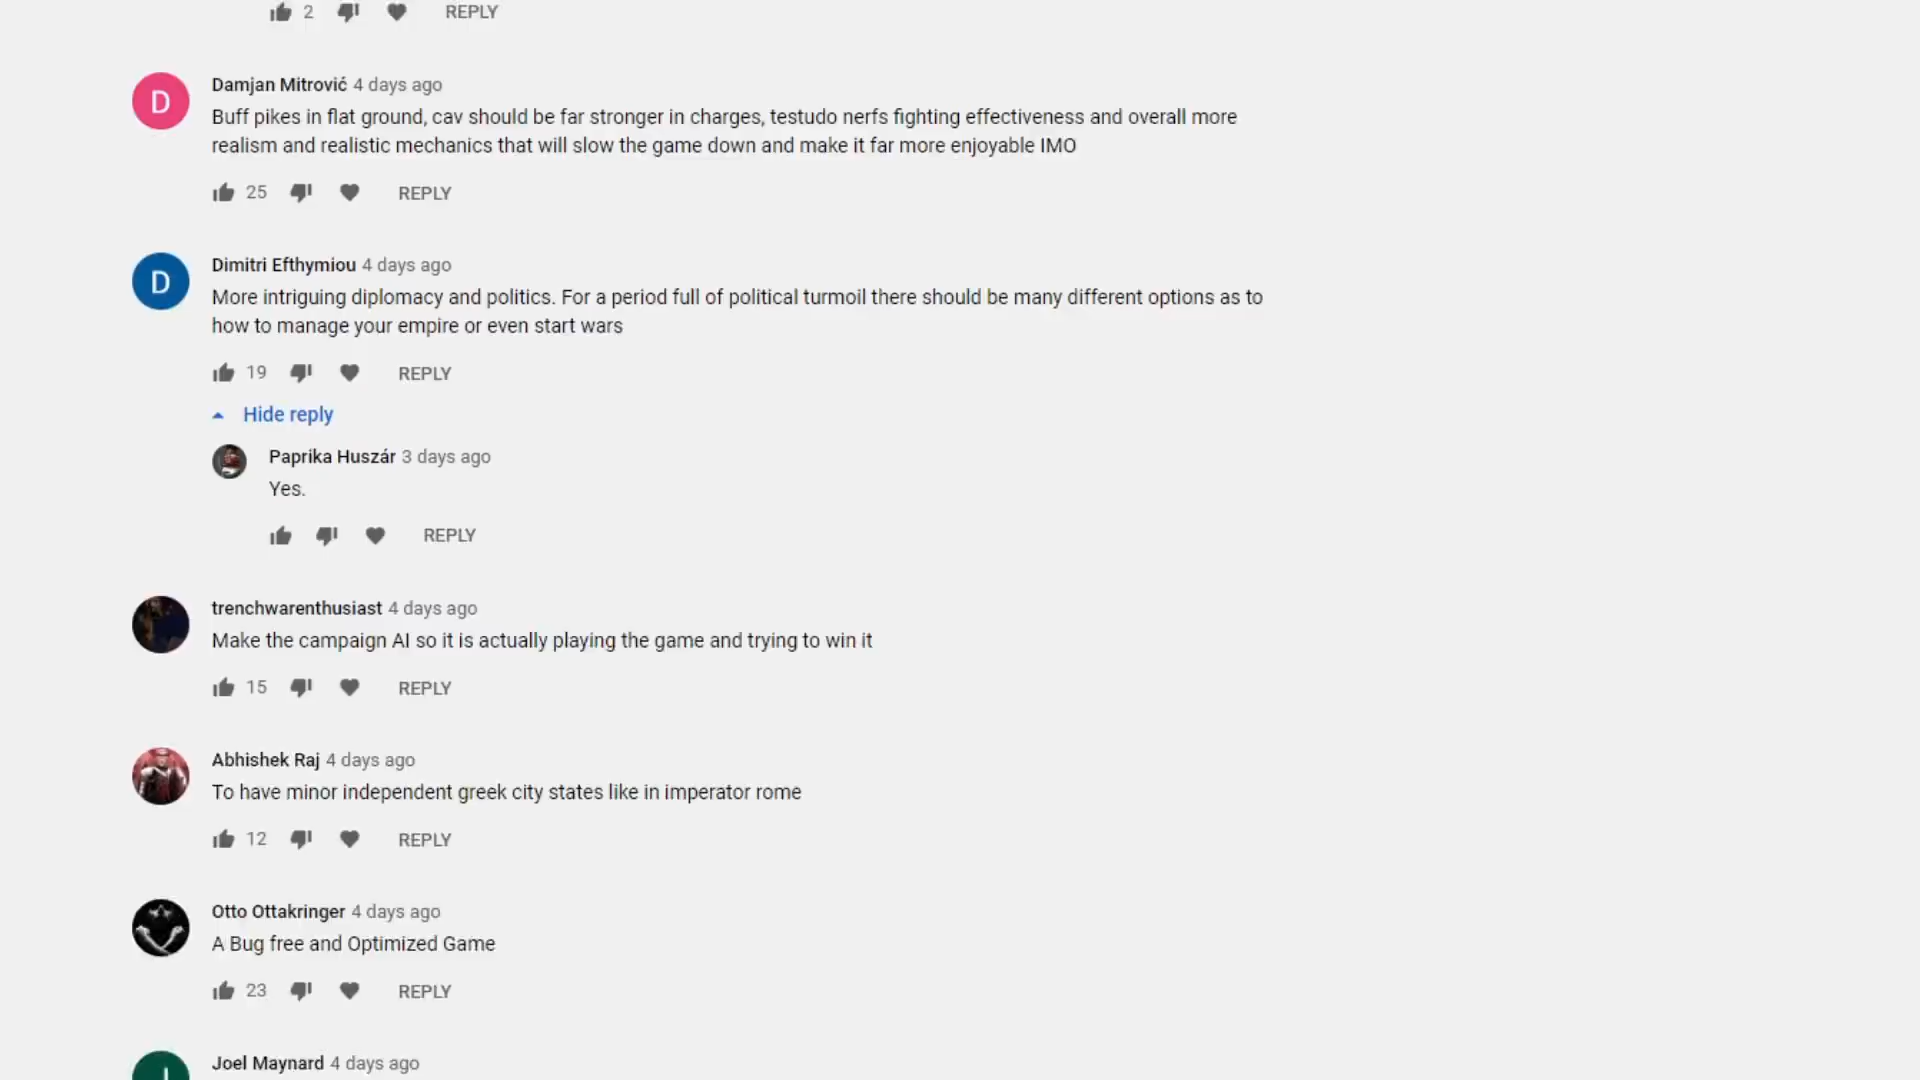 2 REPLY
D
Damjan Mitrović 4 days ago
Buff pikes in flat ground, cav should be far stronger in charges, testudo nerfs fighting effectiveness and overall more
realism and realistic mechanics that will slow the game down and make it far more enjoyable IMO
25 REPLY
D
Dimitri Efthymiou 4 days ago
More intriguing diplomacy and politics. For a period full of political turmoil there should be many different options as to
how to manage your empire or even start wars
19 REPLY
Hide reply
Paprika Huszár 3 days ago
Yes.
REPLY
trenchwarenthusiast 4 days ago
Make the campaign AI so it is actually playing the game and trying to win it
15 REPLY
Abhishek Raj 4 days ago
To have minor independent greek city states like in imperator rome
12 REPLY
Otto Ottakringer 4 days ago
A Bug free and Optimized Game
23 REPLY
J
Joel Maynard 4 days ago